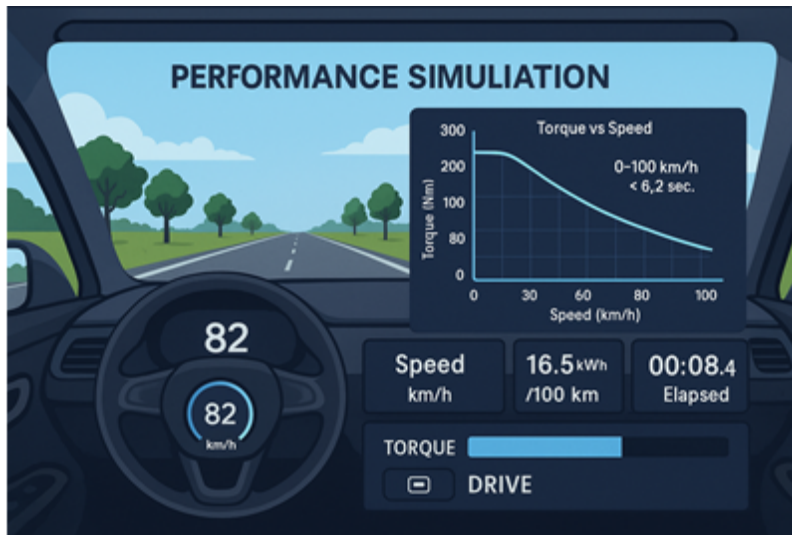 PERFORMANCE SIMULIATION
Torque vs Speed
0–100 km/h
< 6,2 sec.
Torque (Nm)
300
200
100
80
0
0 30 60 80 100
Speed (km/h)
82
82
km/h
Speed
km/h
16.5 kWh
/100 km
00:08.4
Elapsed
TORQUE
DRIVE